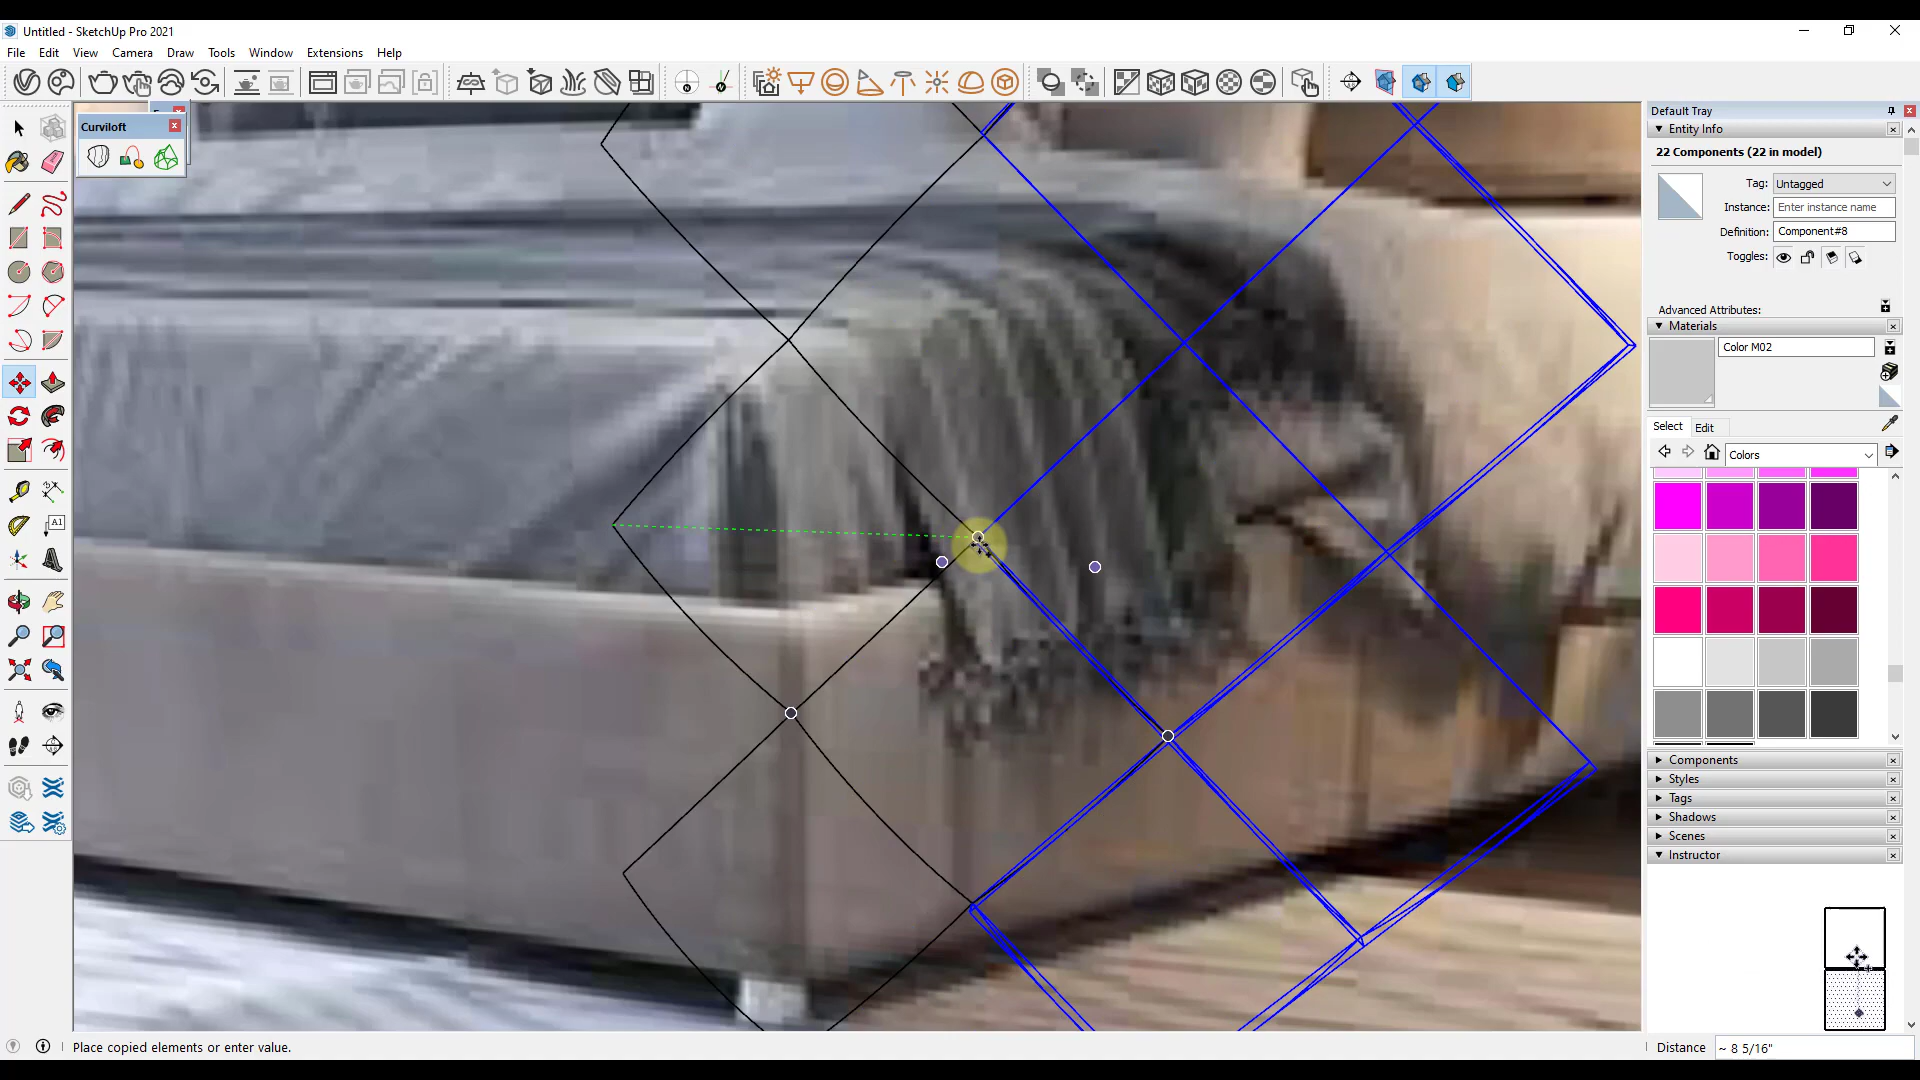 Untitled - SketchUp Pro 2021
File Edit View Camera Draw Tools Window Extensions Help
Curviloft
A1
Default Tray
Entity Info
22 Components (22 in model)
Tag: Untagged
Instance: Enter instance name
Definition: Component#8
Toggles:
Advanced Attributes:
Materials
Color M02
Select Edit
Colors
Components
Styles
Tags
Shadows
Scenes
Instructor
Place copied elements or enter value.
Distance ~ 8 5/16"